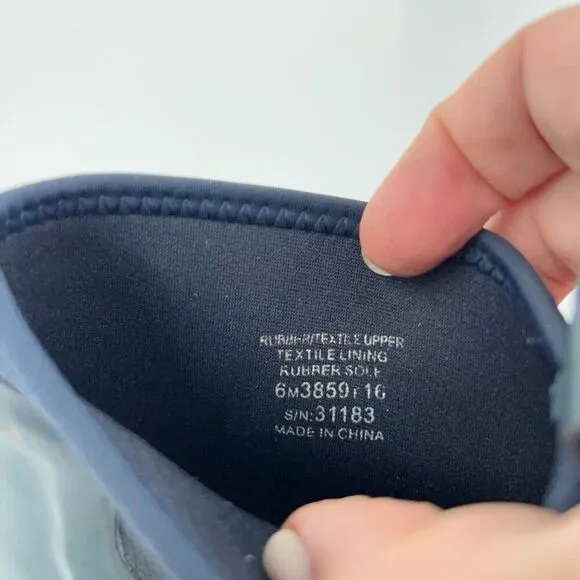 RUBBER/TEXTILE UPPER
TEXTILE LINING
RUBBER SOLE
6M3859F16
S/N:31183
MADE IN CHINA